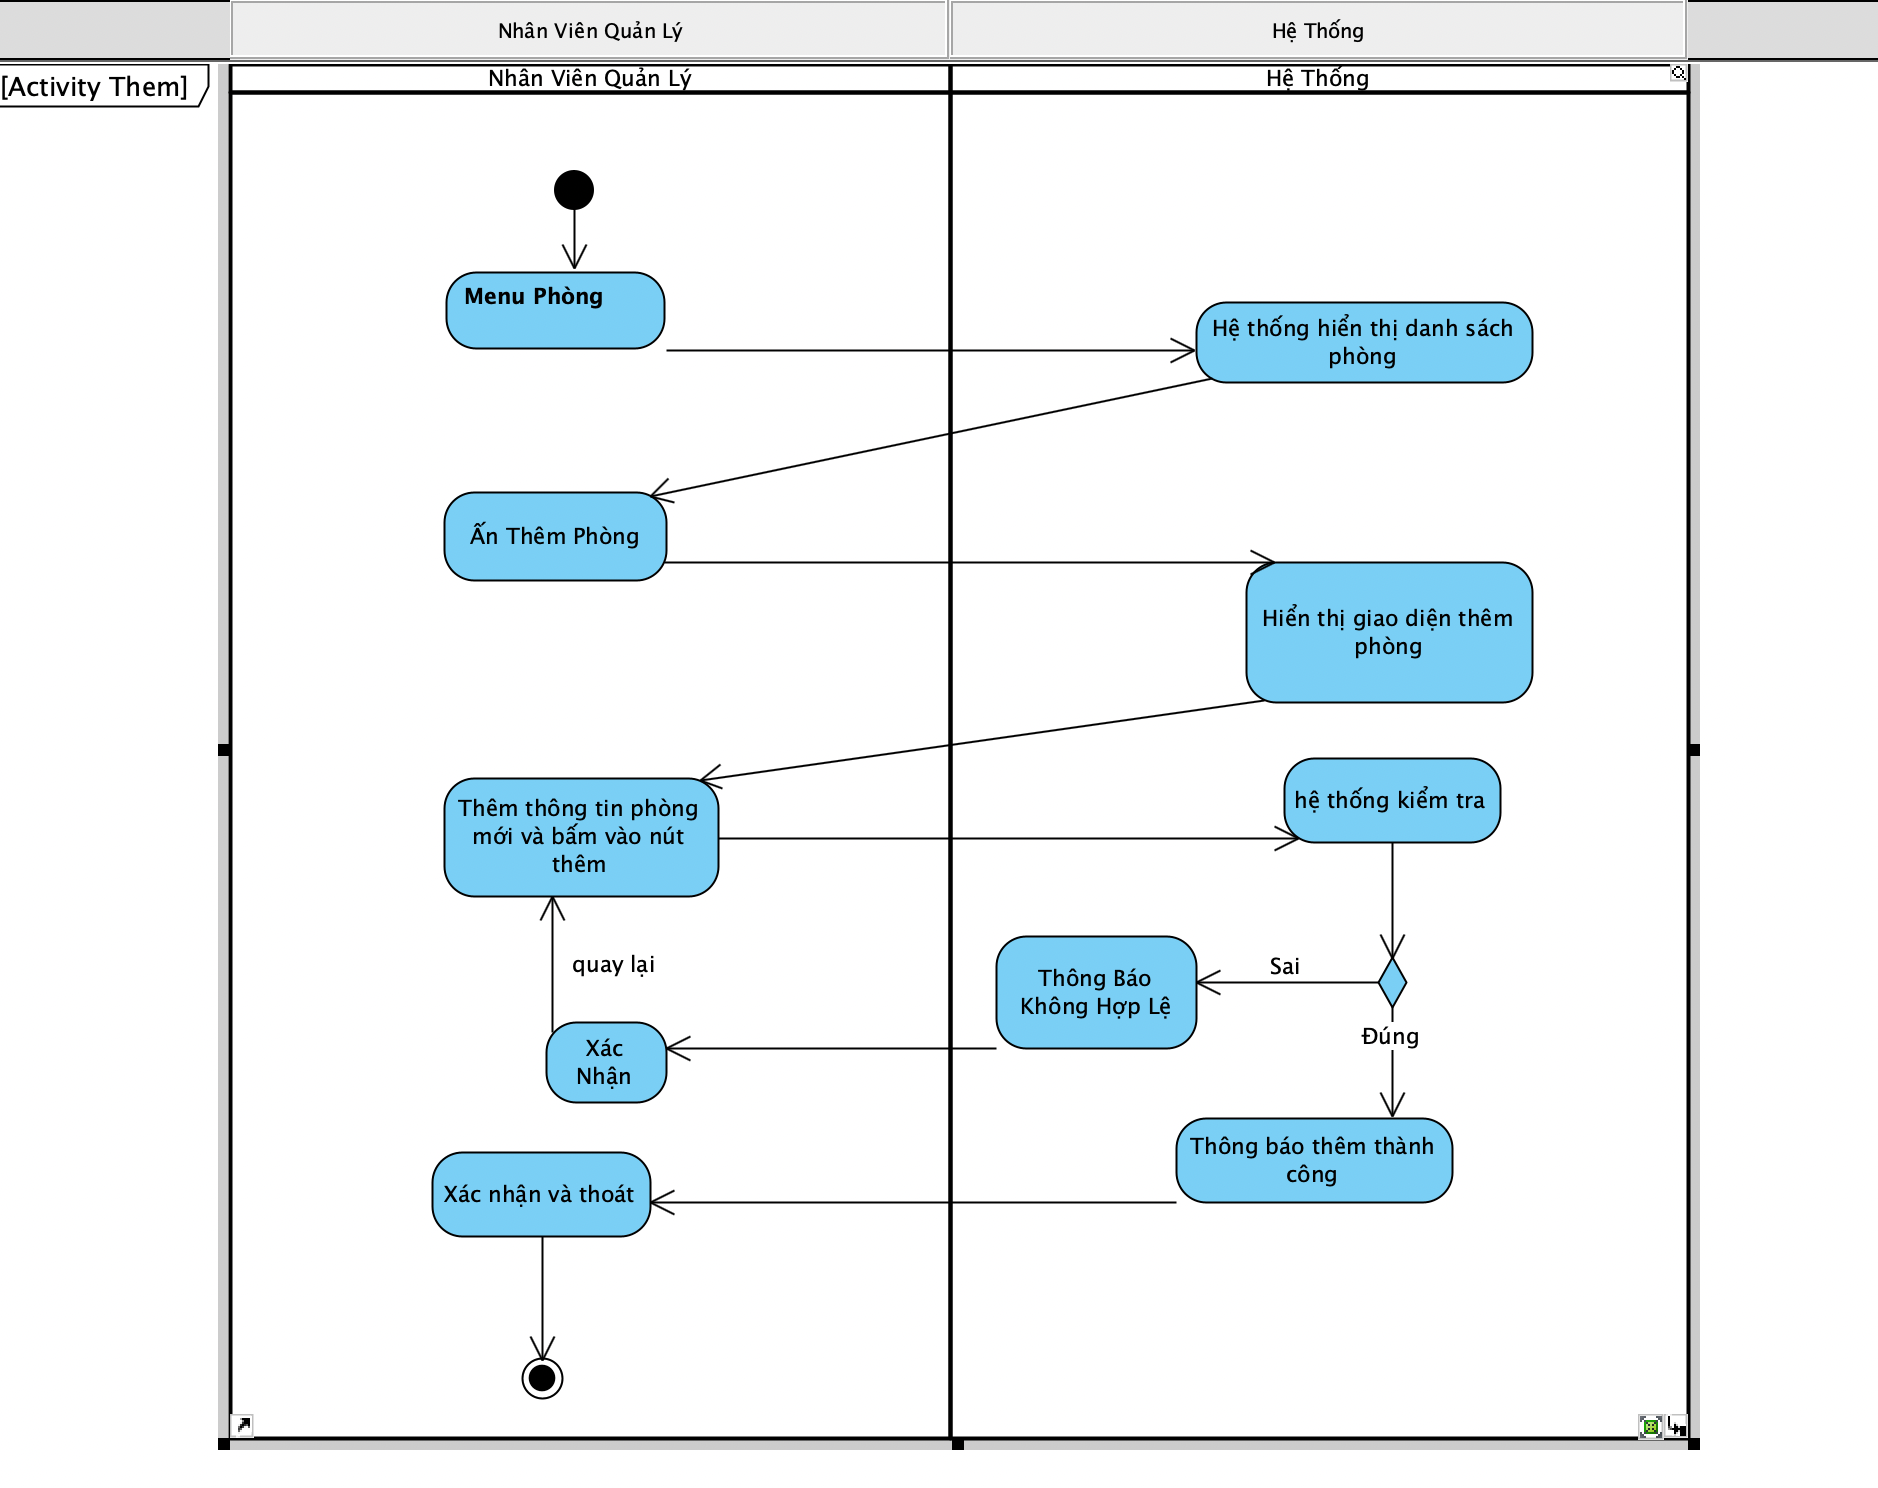 Nhân Viên Quản Lý
Hệ Thống
[Activity Them]
Nhân Viên Quản Lý
Hệ Thống
Menu Phòng
Hệ thống hiển thị danh sách
phòng
Ấn Thêm Phòng
Hiển thị giao diện thêm
phòng
Thêm thông tin phòng
mới và bấm vào nút
thêm
hệ thống kiểm tra
quay lại
Thông Báo
Không Hợp Lệ
Sai
Đúng
Xác
Nhận
Thông báo thêm thành
công
Xác nhận và thoát